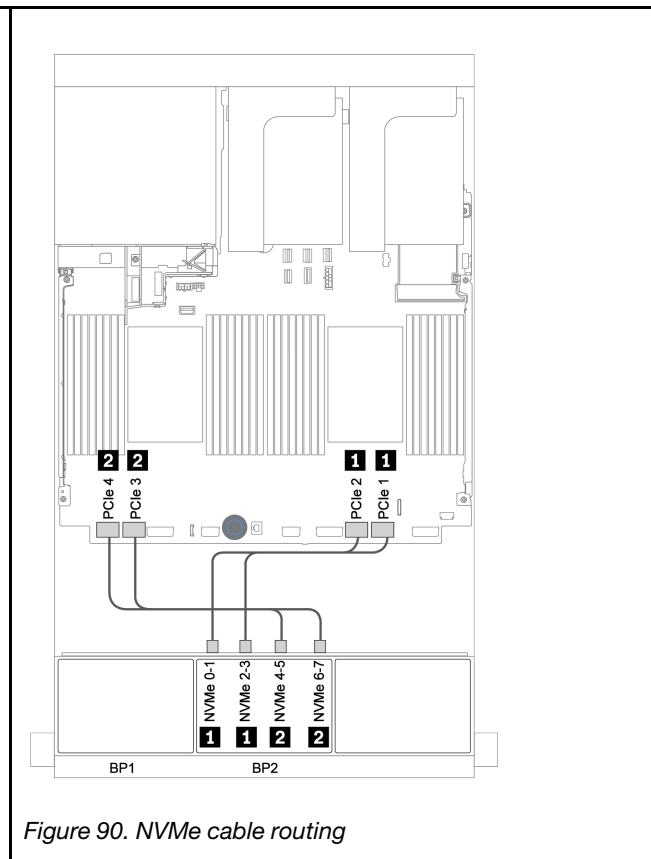 2 2 1 1
PCIe 4 PCIe 3 PCIe 2 PCIe 1
NVMe 0-1 NVMe 2-3 NVMe 4-5 NVMe 6-7
1 1 2 2
BP1 BP2
Figure 90. NVMe cable routing